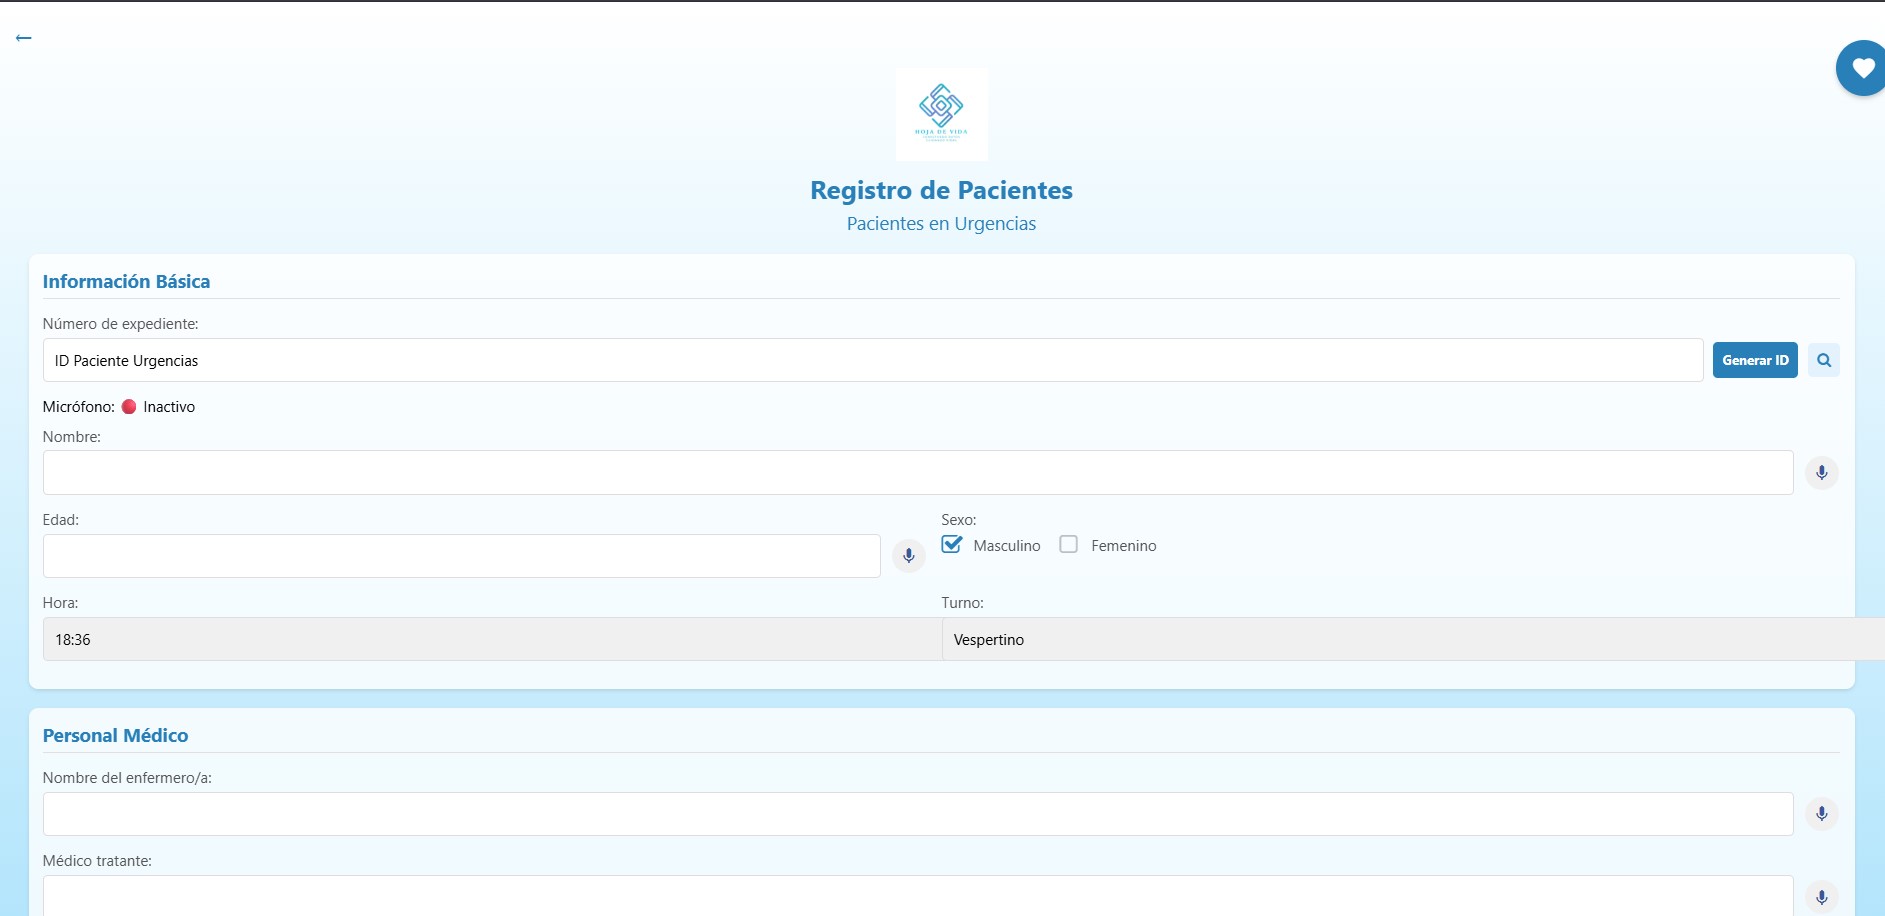 ←
HOJA DE VIDA
Registro de Pacientes
Pacientes en Urgencias
Información Básica
Número de expediente:
ID Paciente Urgencias
Generar ID
Micrófono: Inactivo
Nombre:
Edad:
Sexo:
Masculino Femenino
Hora:
Turno:
18:36
Vespertino
Personal Médico
Nombre del enfermero/a:
Médico tratante: